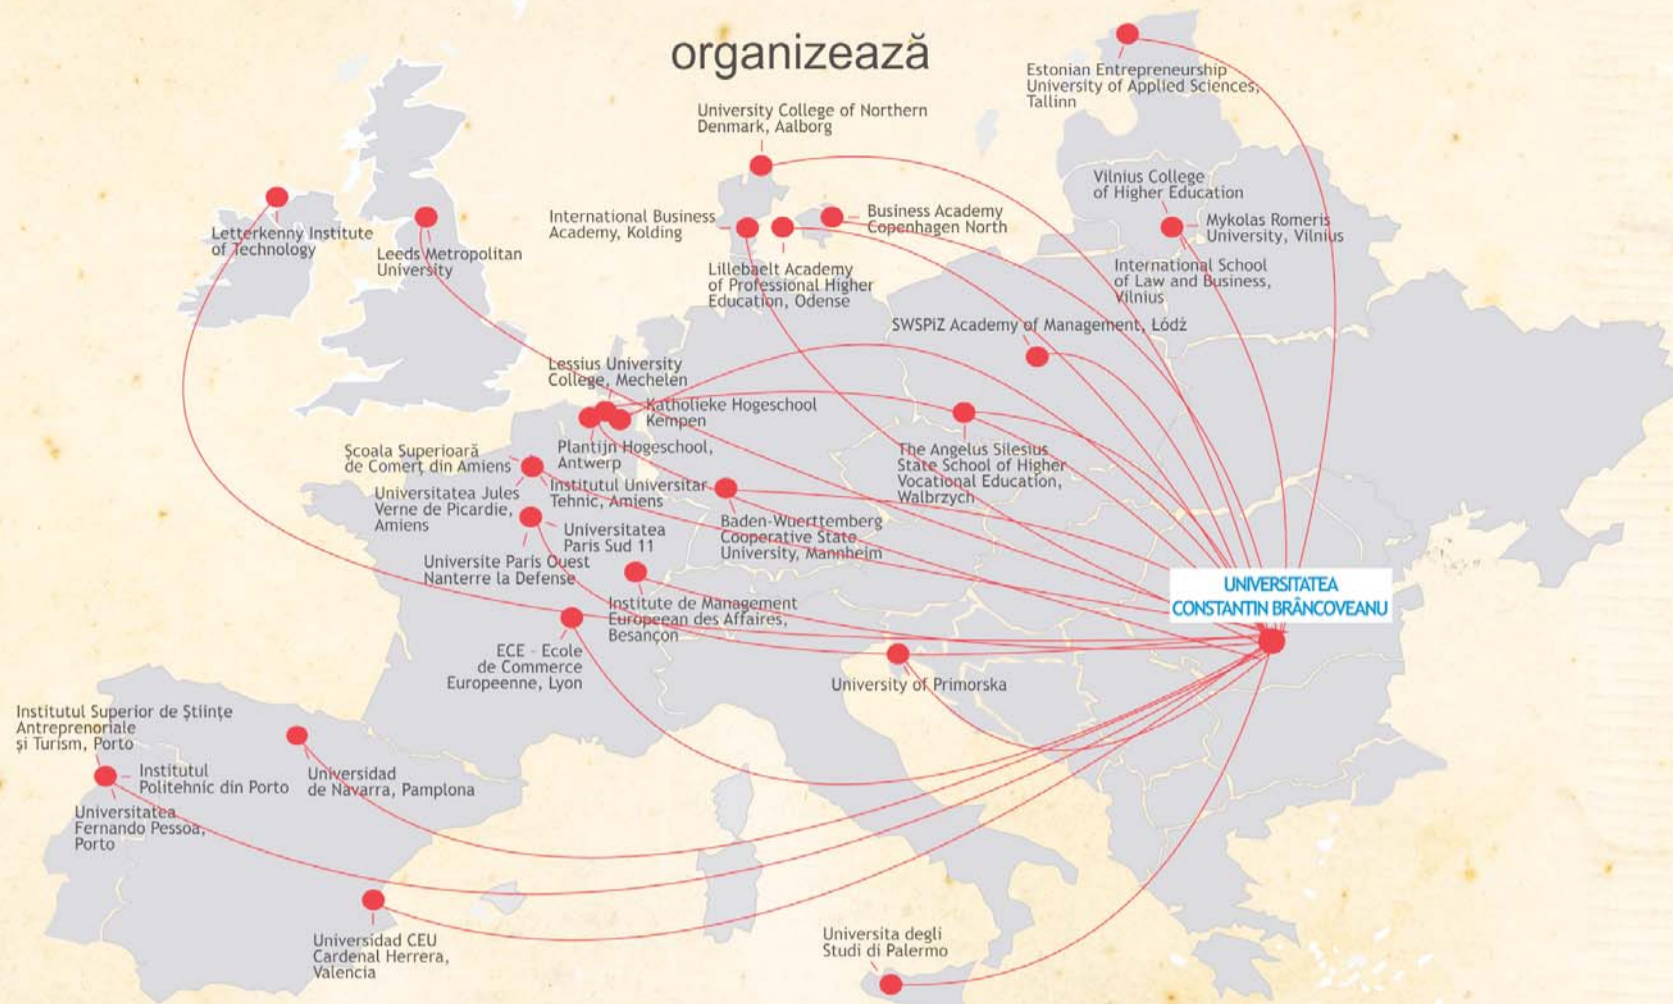 organizează
Estonian Entrepreneurship
University of Applied Sciences,
Tallinn
University College of Northern
Denmark, Aalborg
Vilnius College
of Higher Education
Mykolas Romeris
University, Vilnius
International School
of Law and Business,
Vilnius
International Business
Academy, Kolding
Business Academy
Copenhagen North
Lillebaelt Academy
of Professional Higher
Education, Odense
Letterkenny Institute
of Technology
Leeds Metropolitan
University
SWSPiZ Academy of Management, Łódź
Lessius University
College, Mechelen
Katholieke Hogeschool
Kempen
Plantijn Hogeschool,
Antwerp
The Angelus Silesius
State School of Higher
Vocational Education,
Walbrzych
Școala Superioară
de Comerț din Amiens
Institutul Universitar
Tehnic, Amiens
Universitatea Jules
Verne de Picardie,
Amiens
Universitatea
Paris Sud 11
Universite Paris Ouest
Nanterre la Defense
Baden-Wuerttemberg
Cooperative State
University, Mannheim
UNIVERSITATEA
CONSTANTIN BRÂNCOVEANU
Institute de Management
Europeean des Affaires,
Besançon
ECE - Ecole
de Commerce
Europeenne, Lyon
University of Primorska
Institutul Superior de Științe
Antreprenoriale
și Turism, Porto
Institutul
Politehnic din Porto
Universitatea
Fernando Pessoa,
Porto
Universidad
de Navarra, Pamplona
Universidad CEU
Cardenal Herrera,
Valencia
Universita degli
Studi di Palermo